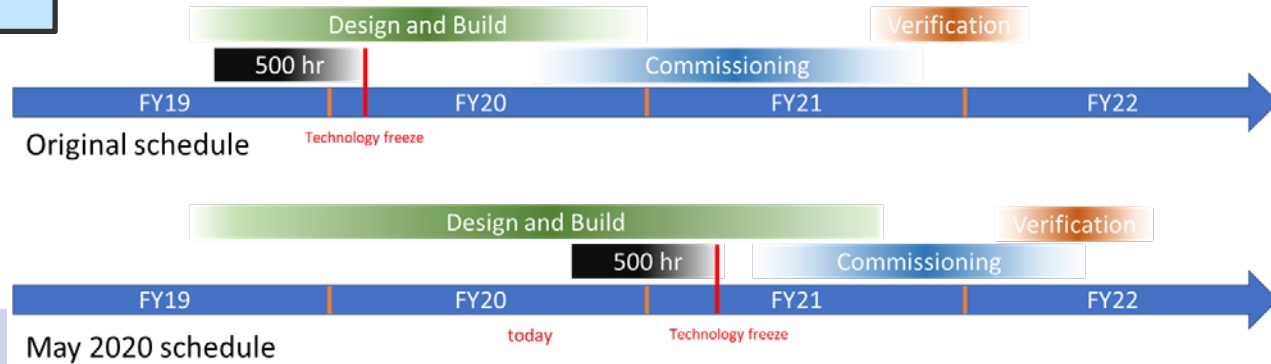 Design and Build
Verification
500 hr
Commissioning
FY19 FY20 FY21 FY22
Original schedule
Technology freeze
Design and Build
Verification
500 hr
Commissioning
FY19 FY20 FY21 FY22
today
Technology freeze
May 2020 schedule